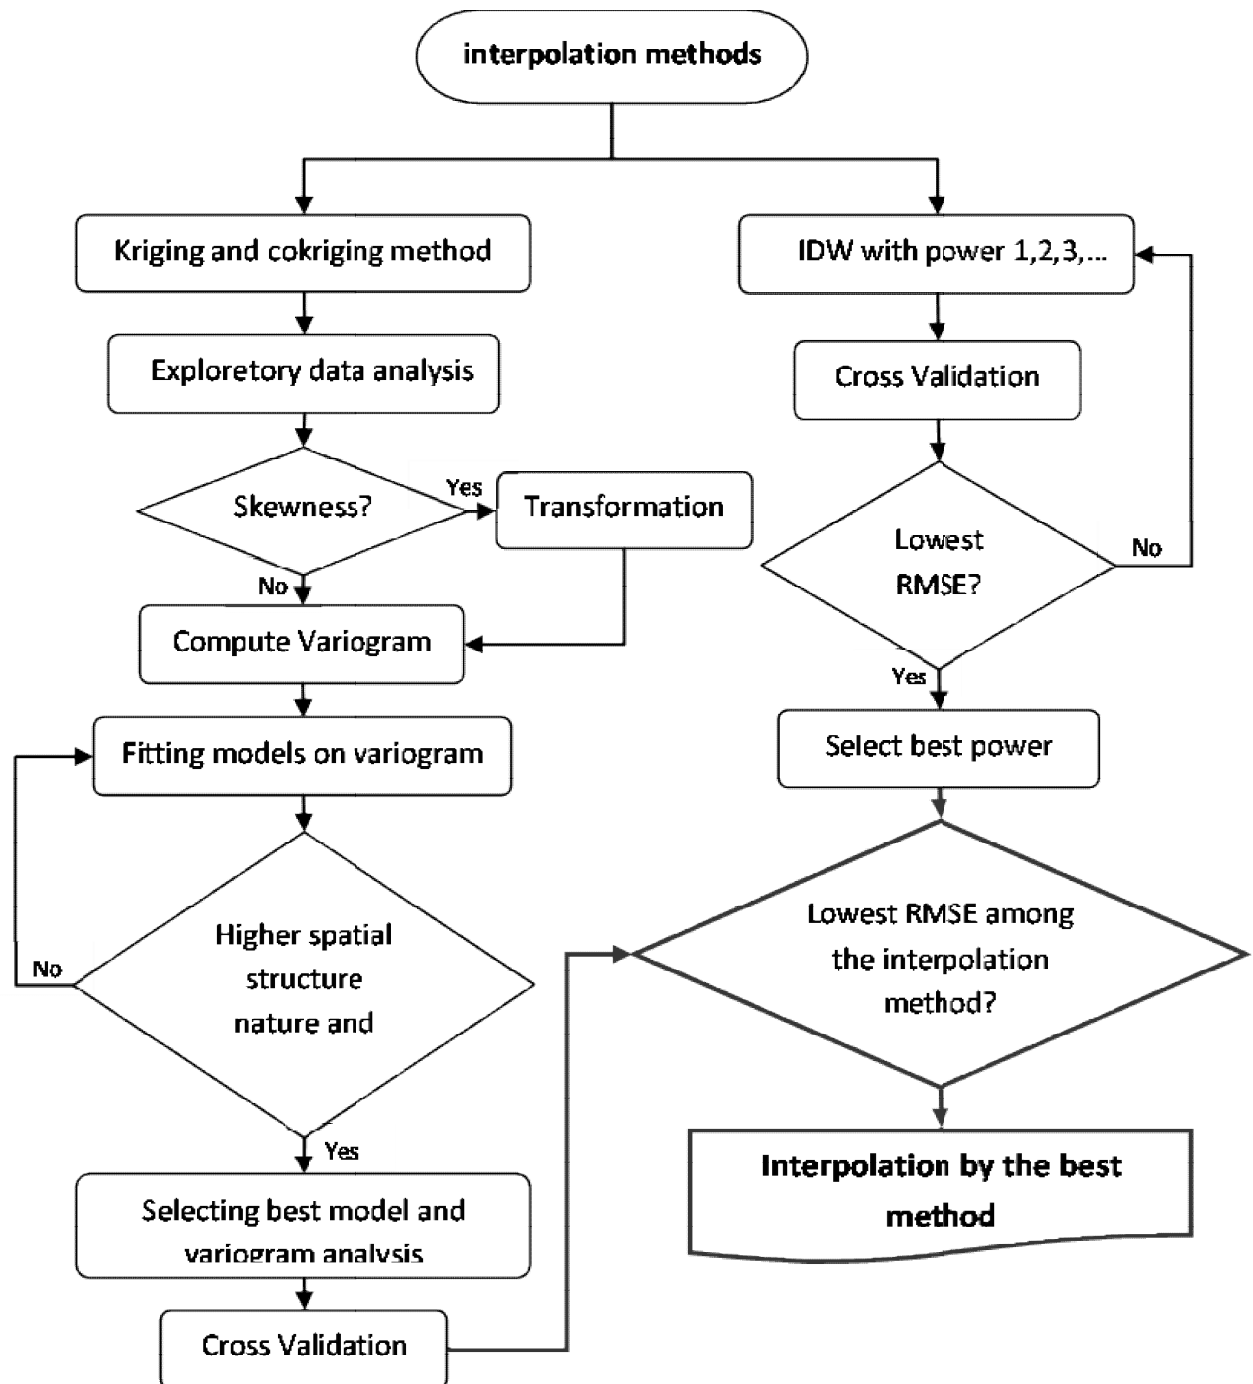 interpolation methods
Kriging and cokriging method
Exploretory data analysis
Skewness?
Yes
Transformation
No
Compute Variogram
Fitting models on variogram
Higher spatial
structure
nature and
No
Yes
Selecting best model and
variogram analysis
Cross Validation
IDW with power 1,2,3,...
Cross Validation
Lowest
RMSE?
No
Yes
Select best power
Lowest RMSE among
the interpolation
method?
Interpolation by the best
method